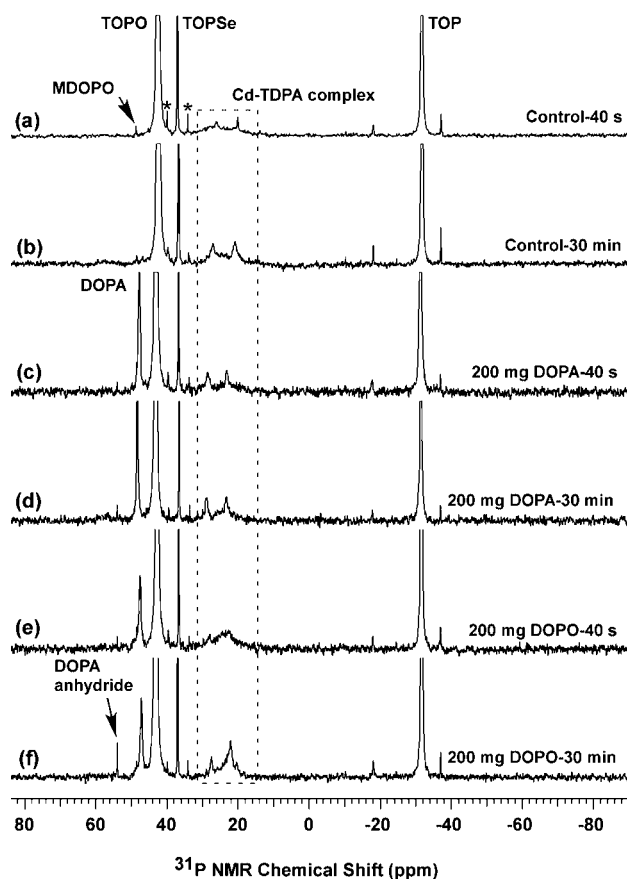 TOPO TOPSe TOP
MDOPO
* *
Cd-TDPA complex
(a) Control-40 s
(b) Control-30 min
DOPA
(c) 200 mg DOPA-40 s
(d) 200 mg DOPA-30 min
(e) 200 mg DOPO-40 s
DOPA
anhydride
(f) 200 mg DOPO-30 min
80 60 40 20 0 -20 -40 -60 -80
31P NMR Chemical Shift (ppm)